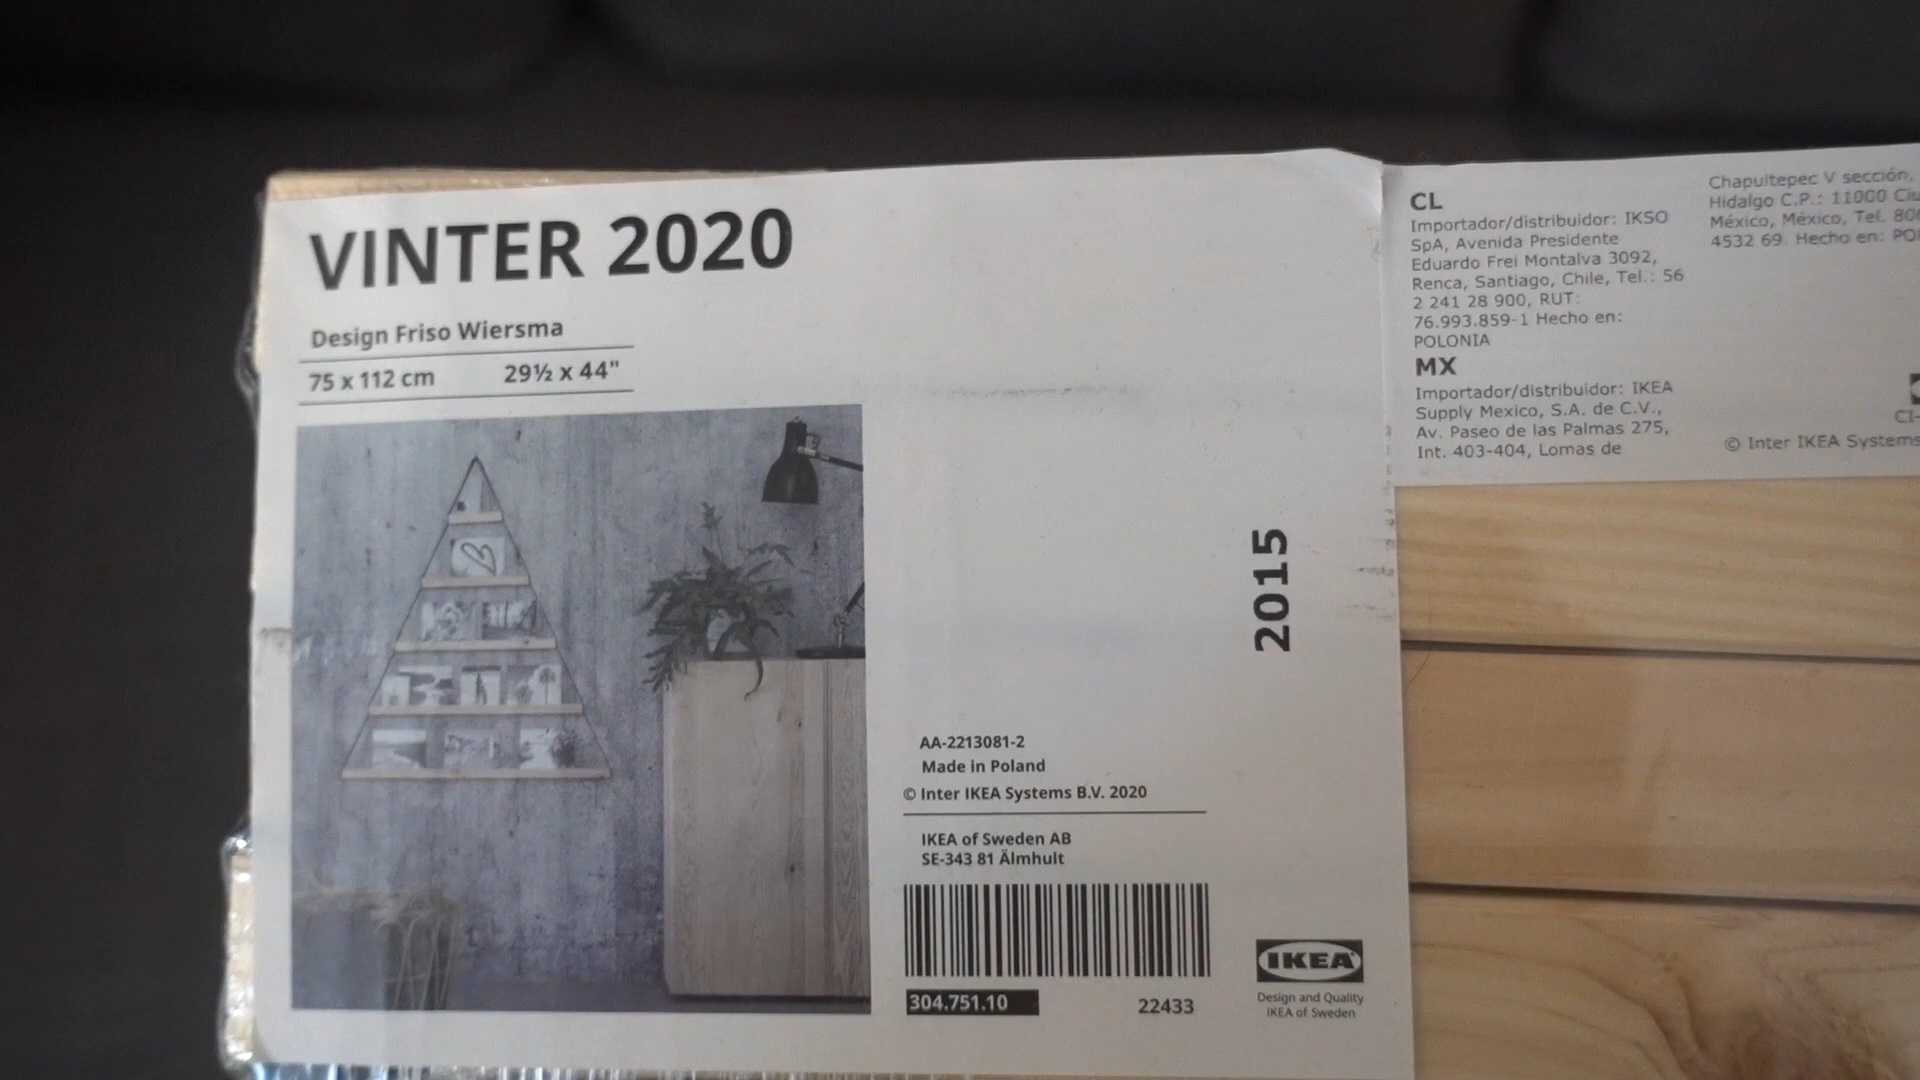 VINTER 2020
Design Friso Wiersma
75 x 112 cm 29½ x 44"
2015
AA-2213081-2
Made in Poland
© Inter IKEA Systems B.V. 2020
IKEA of Sweden AB
SE-343 81 Älmhult
304.751.10 22433
IKEA
Design and Quality
IKEA of Sweden
CL
Importador/distribuidor: IKSO
SpA, Avenida Presidente
Eduardo Frei Montalva 3092,
Renca, Santiago, Chile, Tel.: 56
2 241 28 900, RUT:
76.993.859-1 Hecho en:
POLONIA
MX
Importador/distribuidor: IKEA
Supply Mexico, S.A. de C.V.,
Av. Paseo de las Palmas 275,
Int. 403-404, Lomas de
Chapultepec V sección,
Hidalgo C.P.: 11000
México, México, Tel.
4532 69. Hecho en:
© Inter IKEA Systems